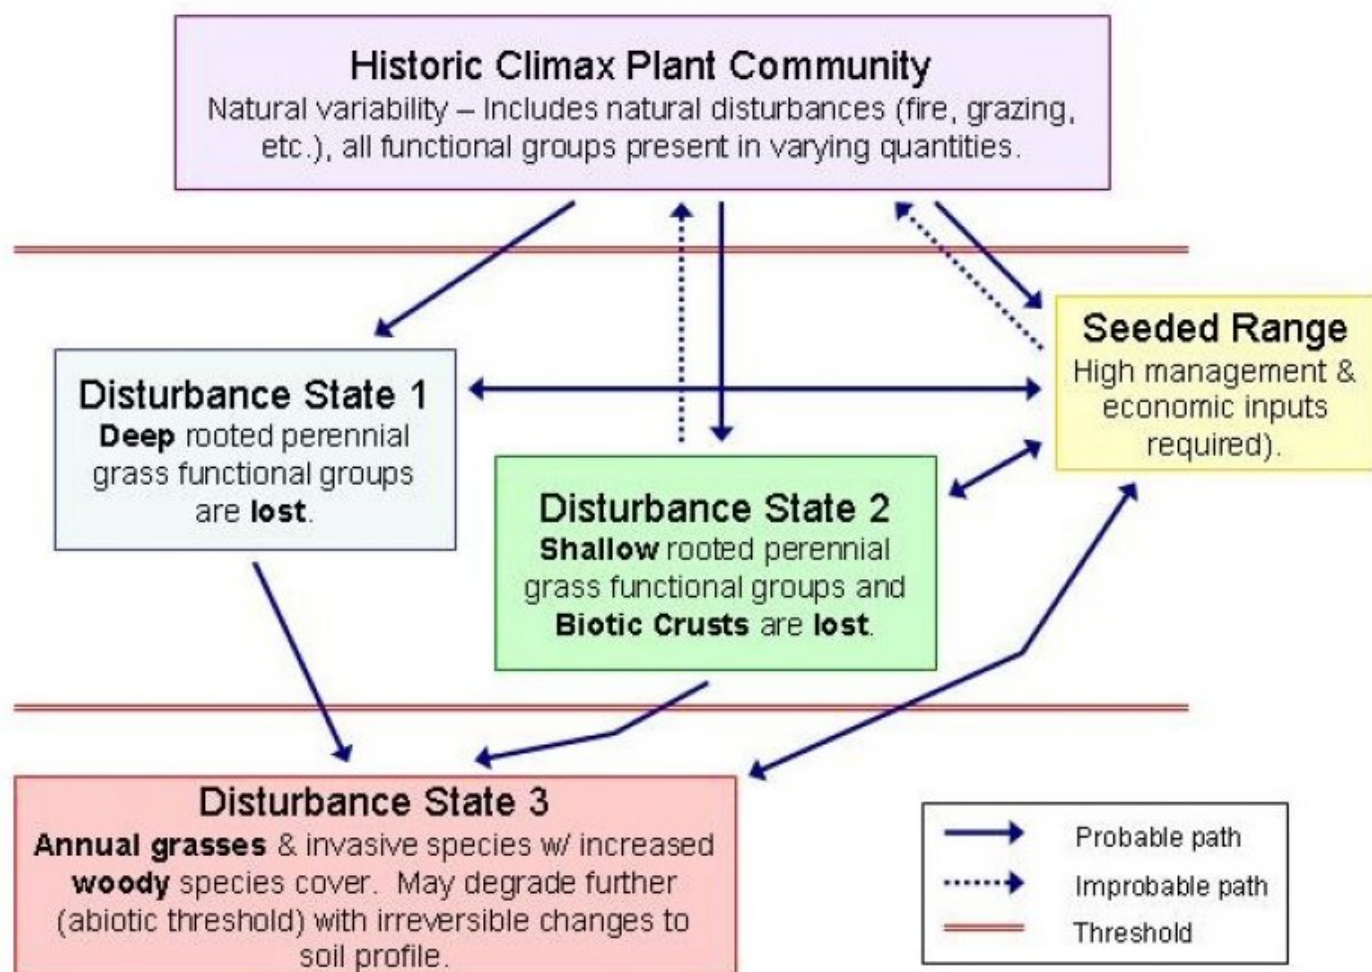 Historic Climax Plant Community
Natural variability – Includes natural disturbances (fire, grazing,
etc.), all functional groups present in varying quantities.
Seeded Range
High management &
economic inputs
required).
Disturbance State 1
Deep rooted perennial
grass functional groups
are lost.
Disturbance State 2
Shallow rooted perennial
grass functional groups and
Biotic Crusts are lost.
Disturbance State 3
Annual grasses & invasive species w/ increased
woody species cover. May degrade further
(abiotic threshold) with irreversible changes to
soil profile.
Probable path
Improbable path
Threshold